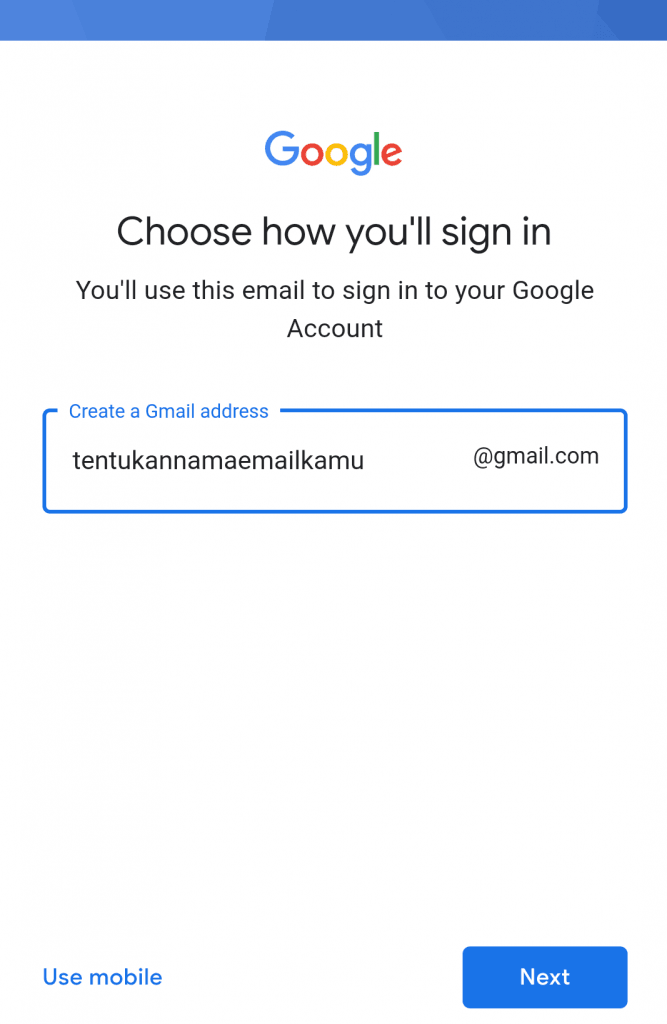 Google
Choose how you'll sign in
You'll use this email to sign in to your Google
Account
Create a Gmail address
tentukannamaemailkamu @gmail.com
Use mobile Next